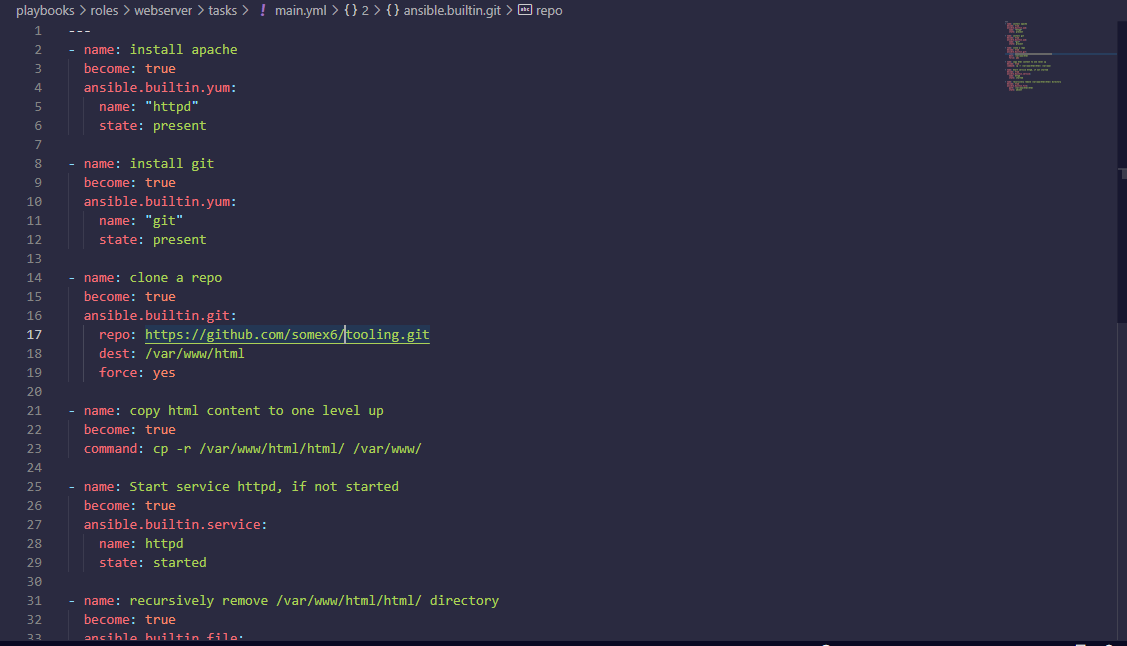 playbooks > roles > webserver > tasks > ! main.yml > {} 2 > {} ansible.builtin.git > abc repo
1 ---
2 - name: install apache
3   become: true
4   ansible.builtin.yum:
5     name: "httpd"
6     state: present
7
8 - name: install git
9   become: true
10   ansible.builtin.yum:
11     name: "git"
12     state: present
13
14 - name: clone a repo
15   become: true
16   ansible.builtin.git:
17     repo: https://github.com/somex6/tooling.git
18     dest: /var/www/html
19     force: yes
20
21 - name: copy html content to one level up
22   become: true
23   command: cp -r /var/www/html/html/ /var/www/
24
25 - name: Start service httpd, if not started
26   become: true
27   ansible.builtin.service:
28     name: httpd
29     state: started
30
31 - name: recursively remove /var/www/html/html/ directory
32   become: true
33   ansible.builtin.file: